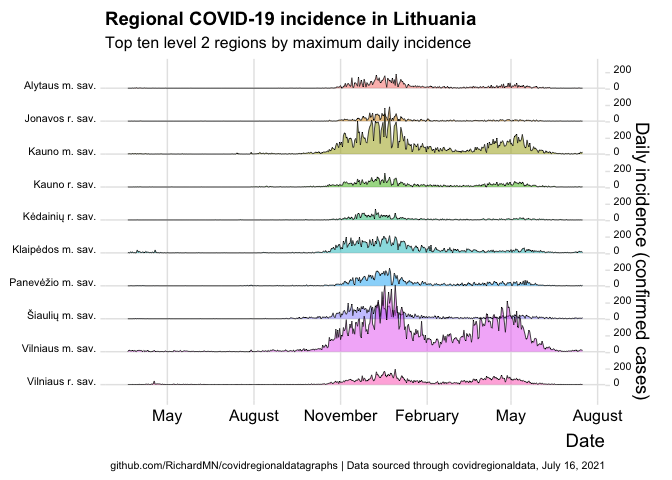 Regional COVID-19 incidence in Lithuania
Top ten level 2 regions by maximum daily incidence
Alytaus m. sav.
Jonavos r. sav.
Kauno m. sav.
Kauno r. sav.
Kėdainių r. sav.
Klaipėdos m. sav.
Panevėžio m. sav.
Šiaulių m. sav.
Vilniaus m. sav.
Vilniaus r. sav.
200
0
200
0
200
0
200
0
200
0
200
0
200
0
200
0
200
0
200
0
Daily incidence (confirmed cases)
May August November February May August
Date
github.com/RichardMN/covidregionaldatagraphs | Data sourced through covidregionaldata, July 16, 2021